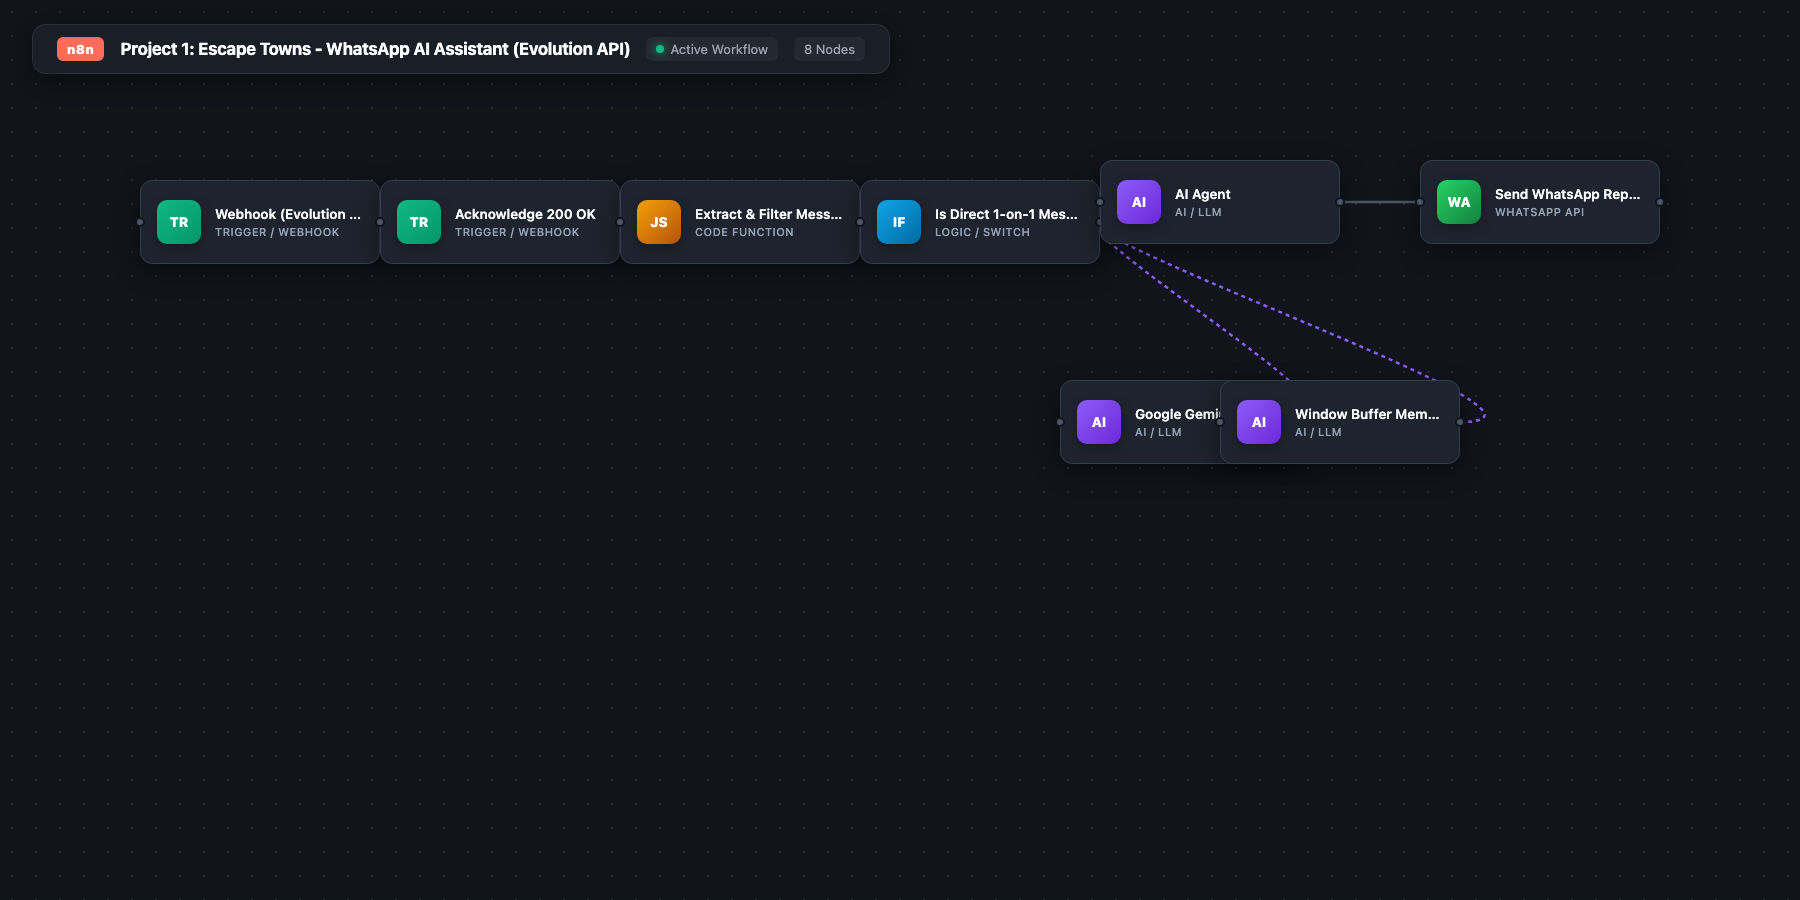 n8n Project 1: Escape Towns - WhatsApp AI Assistant (Evolution API) Active Workflow 8 Nodes
TR Webhook (Evolution ...
TRIGGER / WEBHOOK
TR Acknowledge 200 OK
TRIGGER / WEBHOOK
JS Extract & Filter Mess...
CODE FUNCTION
IF Is Direct 1-on-1 Mes...
LOGIC / SWITCH
AI AI Agent
AI / LLM
WA Send WhatsApp Rep...
WHATSAPP API
AI Google Gemi
AI / LLM
AI Window Buffer Mem...
AI / LLM